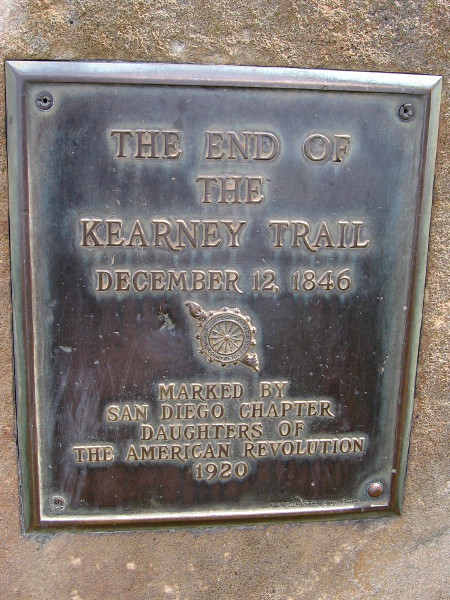 THE END OF
THE
KEARNEY TRAIL
DECEMBER 12, 1846
MARKED BY
SAN DIEGO CHAPTER
DAUGHTERS OF
THE AMERICAN REVOLUTION
1920